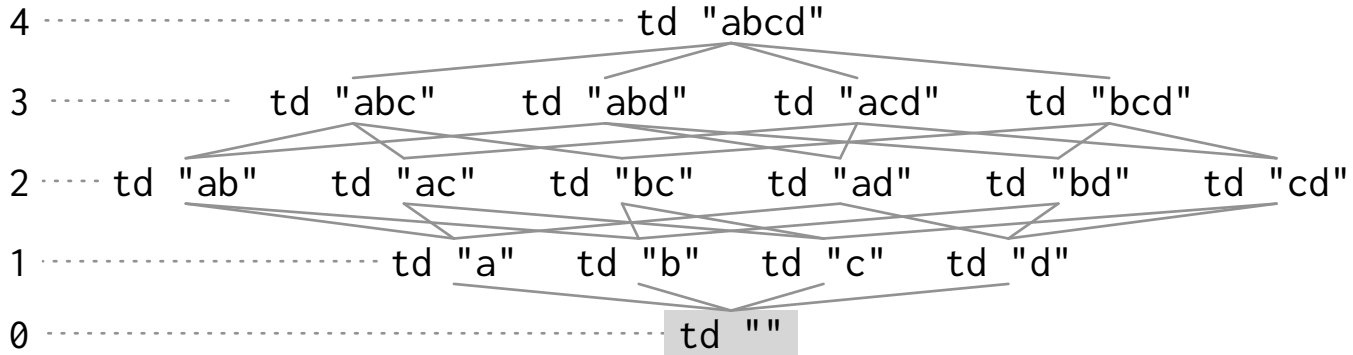 4 td "abcd"
3 td "abc" td "abd" td "acd" td "bcd"
2 td "ab" td "ac" td "bc" td "ad" td "bd" td "cd"
1 td "a" td "b" td "c" td "d"
0 td ""